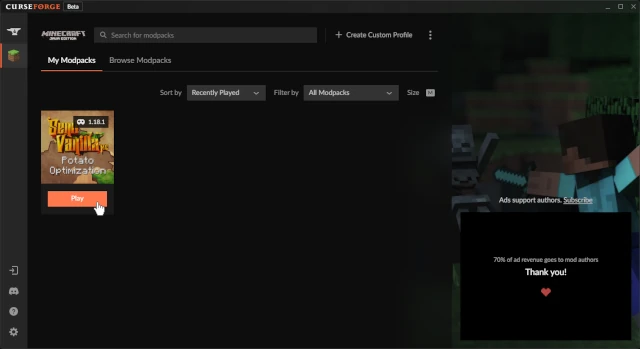 CURSEFORGE Beta
MINECRAFT
JAVA EDITION
Search for modpacks
+ Create Custom Profile
My Modpacks
Browse Modpacks
Sort by
Recently Played
Filter by
All Modpacks
Size
1.18.1
Semi
Vanilla
Potato
Optimization
Play
Ads support authors. Subscribe
70% of ad revenue goes to mod authors
Thank you!